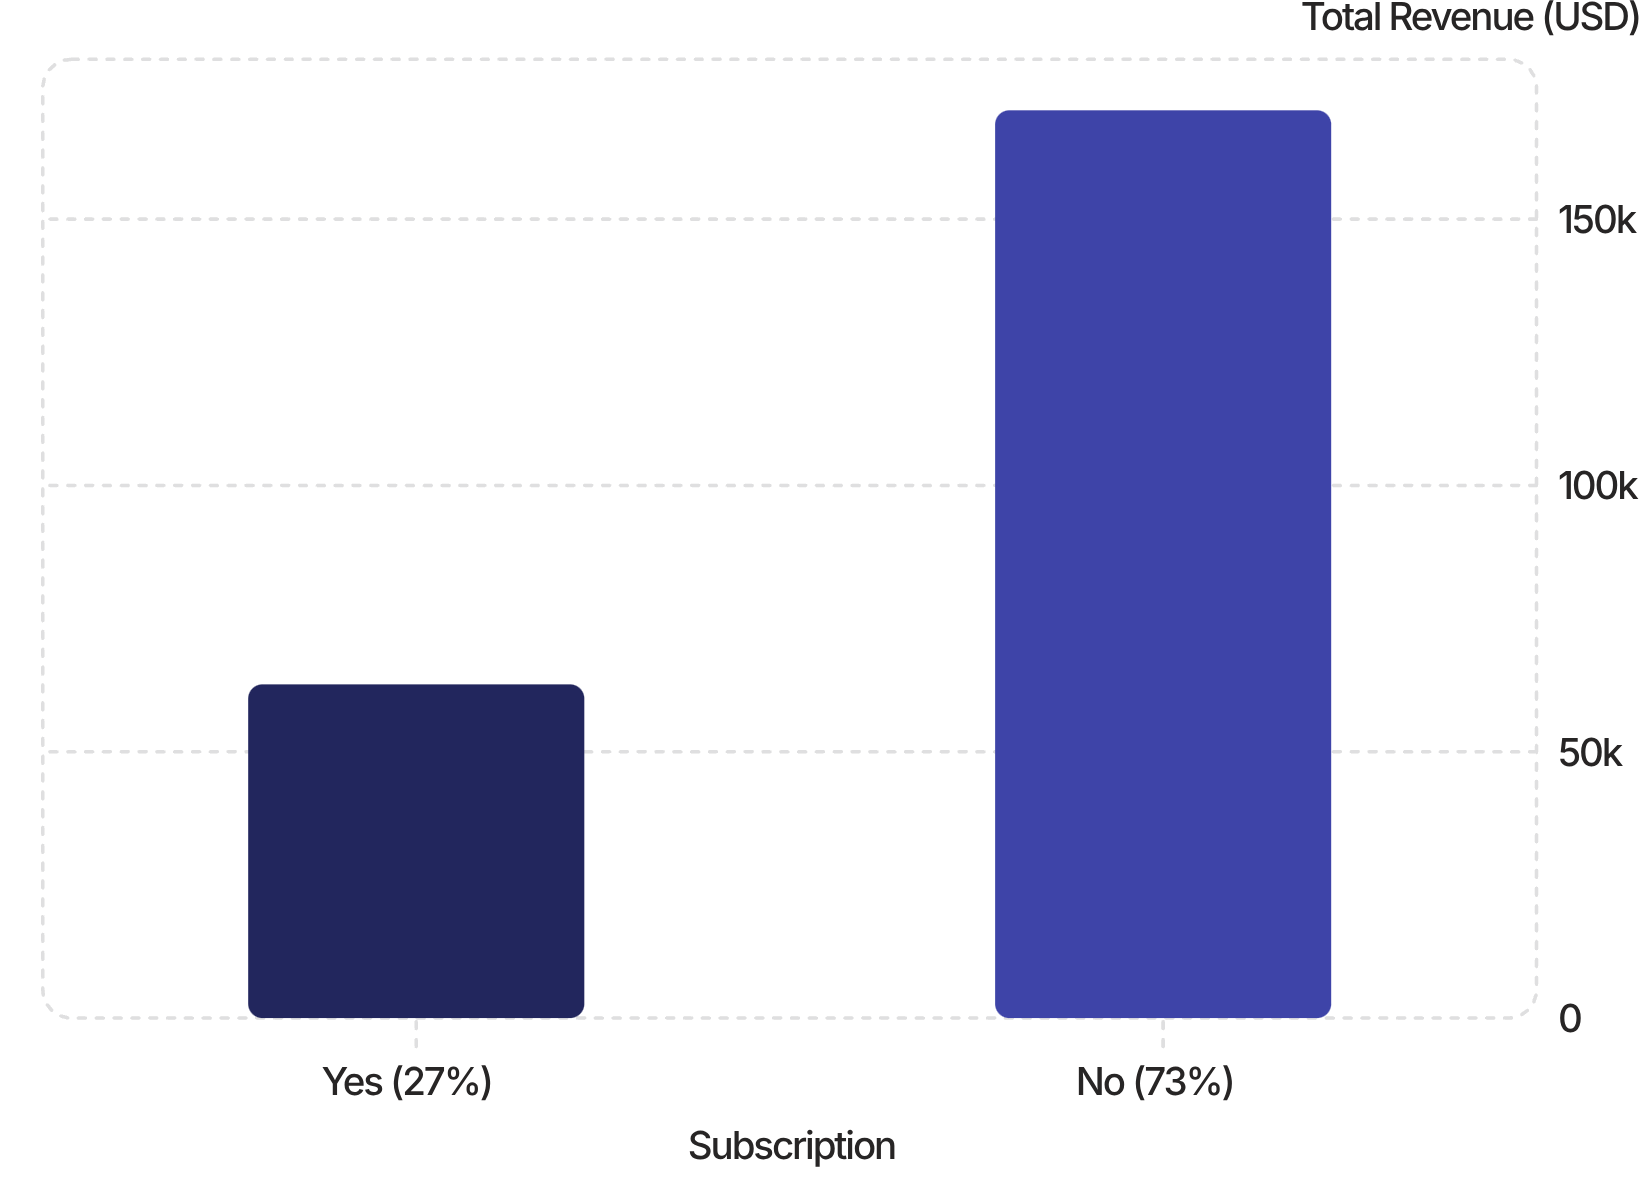 Total Revenue (USD)
150k
100k
50k
0
Yes (27%)
No (73%)
Subscription